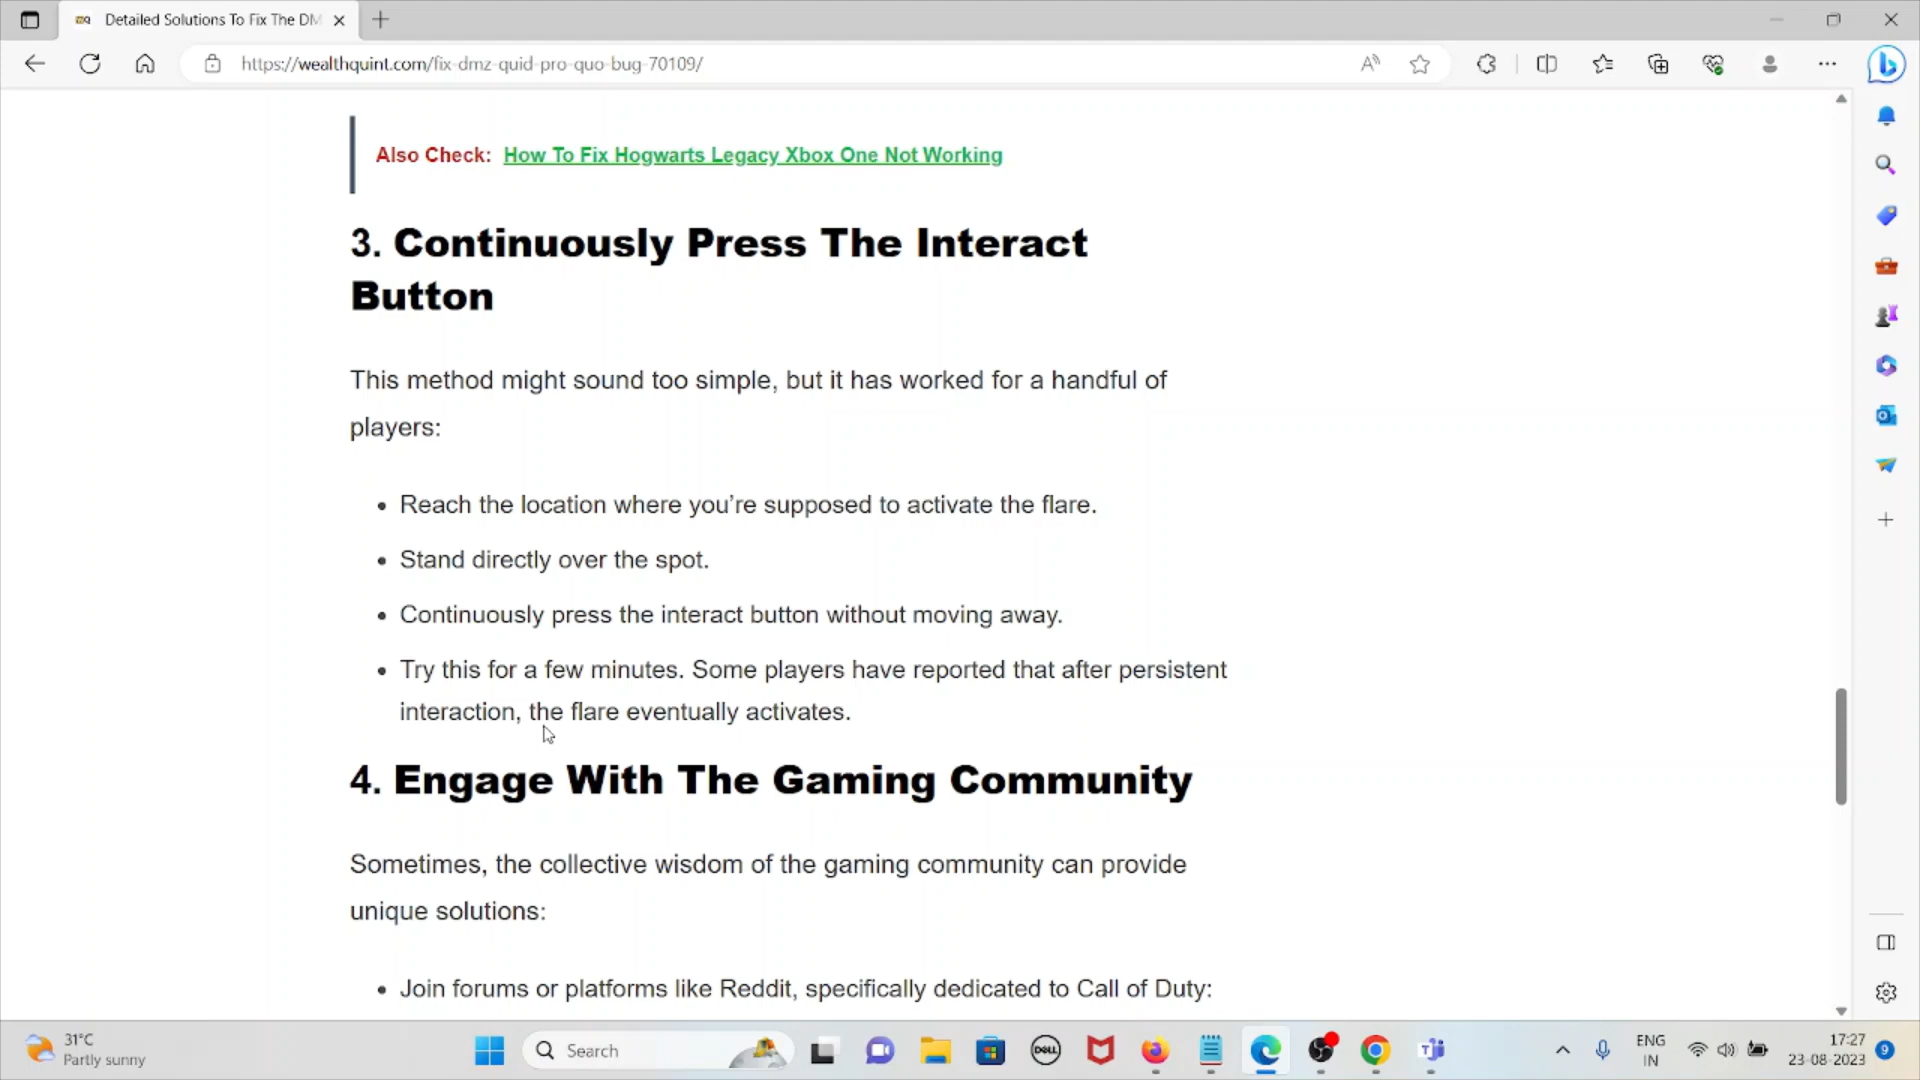 Detailed Solutions To Fix The DM
https://wealthquint.com/fix-dmz-quid-pro-quo-bug-70109/
Also Check: How To Fix Hogwarts Legacy Xbox One Not Working
3. Continuously Press The Interact
Button
This method might sound too simple, but it has worked for a handful of
players:
• Reach the location where you’re supposed to activate the flare.
• Stand directly over the spot.
• Continuously press the interact button without moving away.
• Try this for a few minutes. Some players have reported that after persistent
interaction, the flare eventually activates.
4. Engage With The Gaming Community
Sometimes, the collective wisdom of the gaming community can provide
unique solutions:
• Join forums or platforms like Reddit, specifically dedicated to Call of Duty:
31°C
Partly sunny
Search
DELL
ENG
IN
17:27
23-08-2023
9